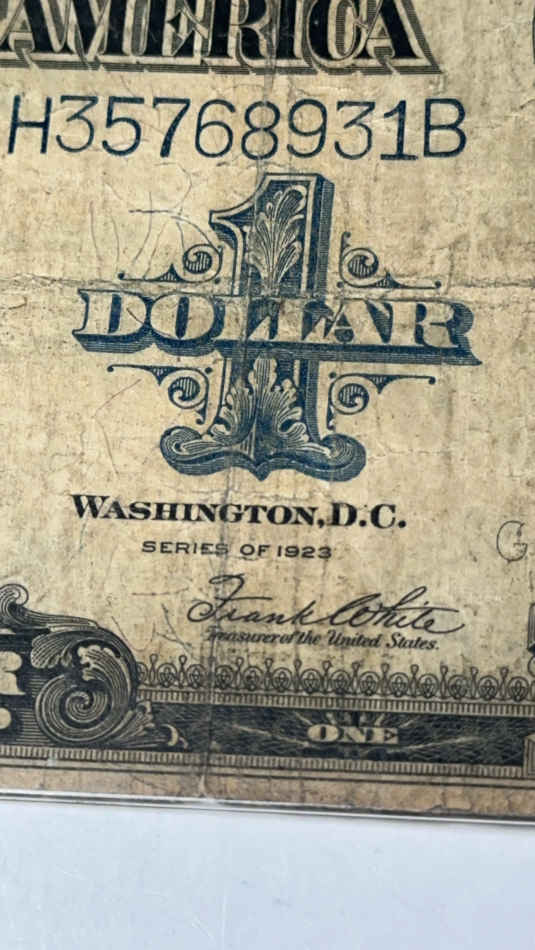 AMERICA
H35768931B
1
DOLLAR
WASHINGTON, D.C.
SERIES OF 1923
G
Frank White
Treasurer of the United States.
R
ONE